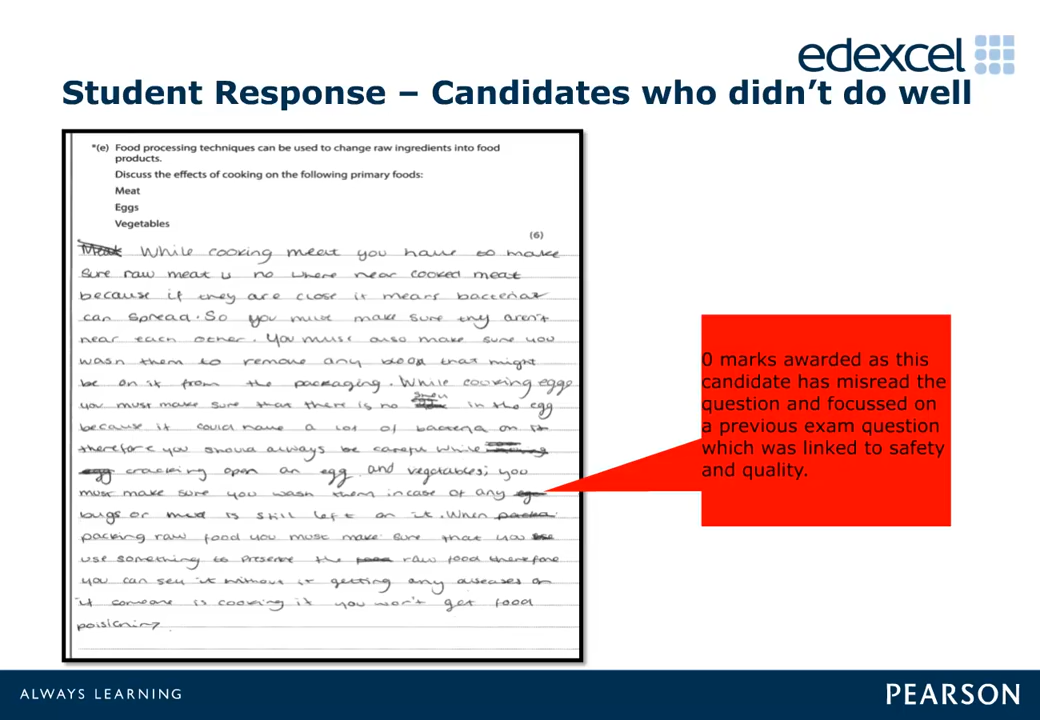 edexcel
Student Response – Candidates who didn't do well
*(e) Food processing techniques can be used to change raw ingredients into food
products.
Discuss the effects of cooking on the following primary foods:
Meat
Eggs
Vegetables
(6)
Meat While cooking meat you have to make
sure raw meat is no where near cooked meat
because if they are close it means bacteria
can spread. So you must make sure they aren't
near each other. You must also make sure you
wash them to remove any blood that might
be on it from the packaging. While cooking eggs
you must make sure that there is no shell in the egg
because it could have a lot of bacteria on it
therefore you should always be careful while
egg cracking open an egg and vegetables; you
must make sure you wash them incase of any
bugs or mud is still left on it. When packa
packing raw food you must make sure that you use
use something to preserve the raw food therefore
you can sell it without it getting any diseases or
if someone is cooking it you won't get food
0 marks awarded as this
candidate has misread the
question and focussed on
a previous exam question
which was linked to safety
and quality.
ALWAYS LEARNING
PEARSON